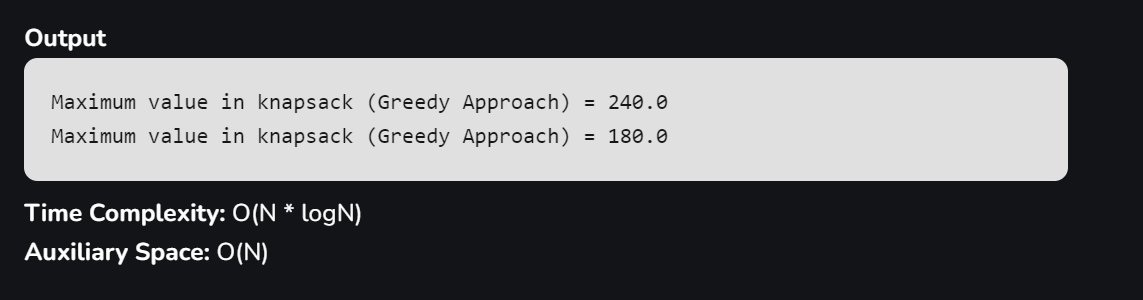 Output
Maximum value in knapsack (Greedy Approach) = 240.0
Maximum value in knapsack (Greedy Approach) = 180.0
Time Complexity: O(N * logN)
Auxiliary Space: O(N)